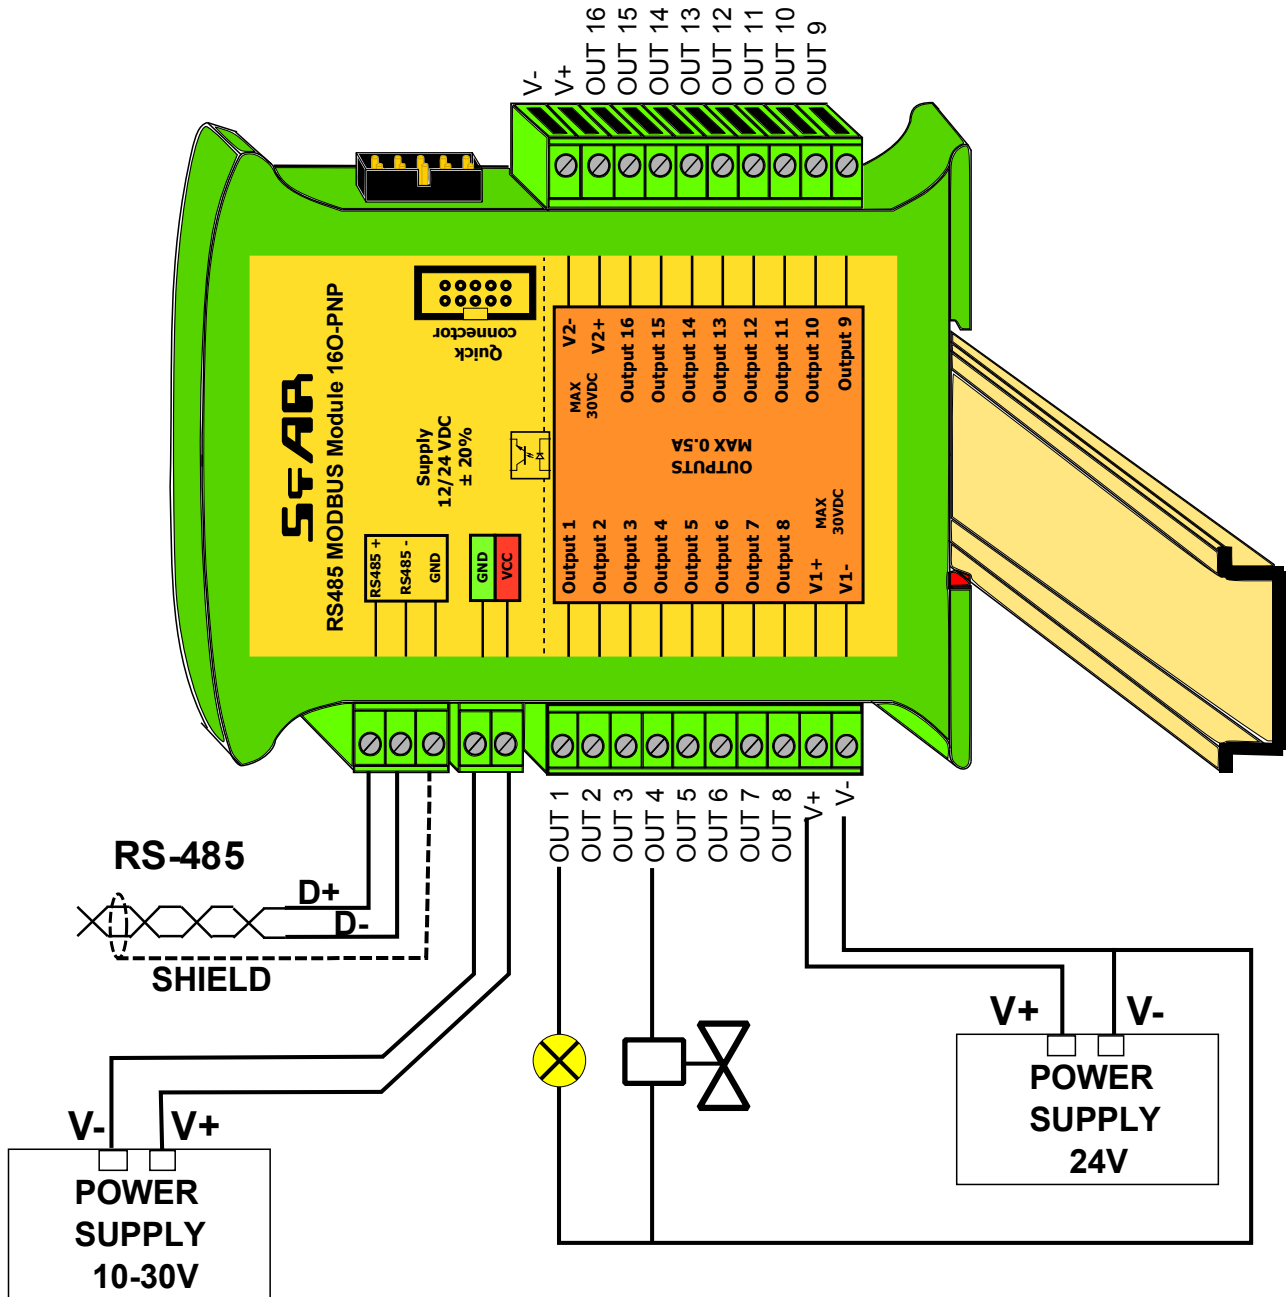 V-
V+
OUT 16
OUT 15
OUT 14
OUT 13
OUT 12
OUT 11
OUT 10
OUT 9
SFAR
RS485 MODBUS Module 16O-PNP
Quick
connector
Supply
12/24 VDC
± 20%
RS485 +
RS485 -
GND
GND
VCC
V2-
V2+
MAX
30VDC
Output 16
Output 15
Output 14
Output 13
Output 12
Output 11
Output 10
Output 9
OUTPUTS
MAX 0.5A
Output 1
Output 2
Output 3
Output 4
Output 5
Output 6
Output 7
Output 8
V1+
V1-
MAX
30VDC
OUT 1
OUT 2
OUT 3
OUT 4
OUT 5
OUT 6
OUT 7
OUT 8
V+
V-
RS-485
D+
D-
SHIELD
V-
V+
POWER
SUPPLY
10-30V
V+
V-
POWER
SUPPLY
24V